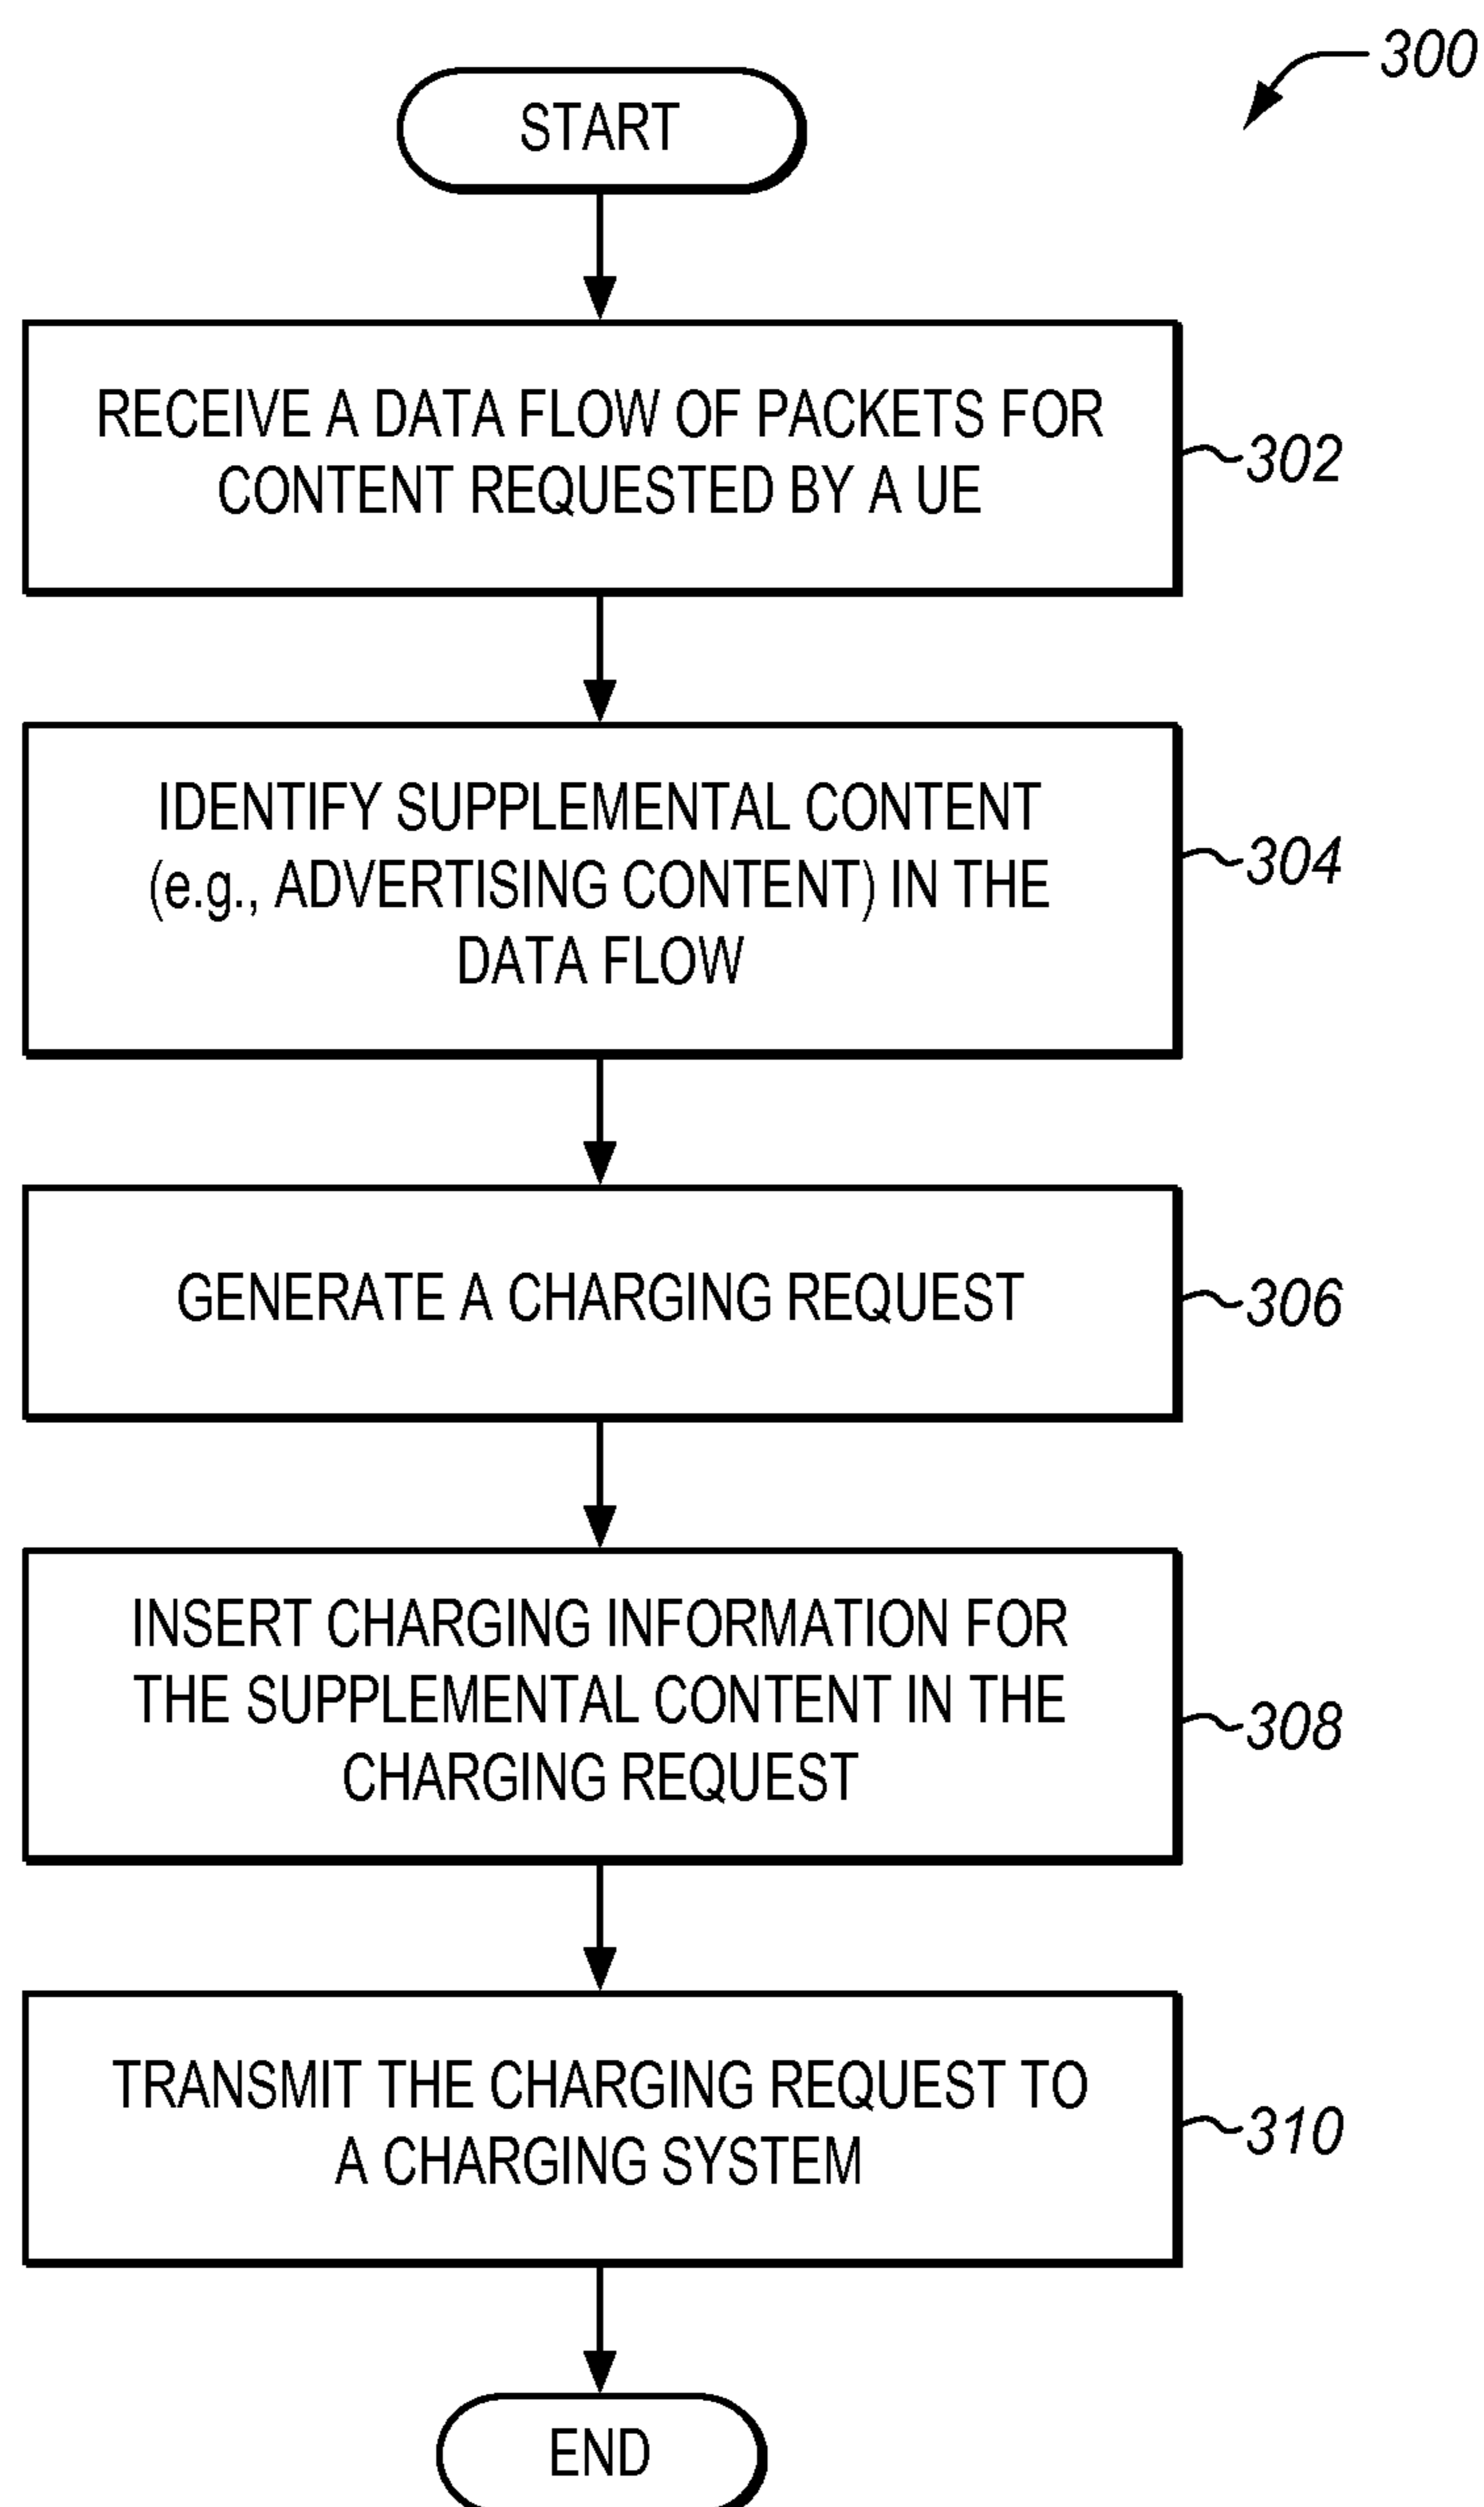 300
START
RECEIVE A DATA FLOW OF PACKETS FOR
CONTENT REQUESTED BY A UE
302
IDENTIFY SUPPLEMENTAL CONTENT
(e.g., ADVERTISING CONTENT) IN THE
DATA FLOW
304
GENERATE A CHARGING REQUEST
306
INSERT CHARGING INFORMATION FOR
THE SUPPLEMENTAL CONTENT IN THE
CHARGING REQUEST
308
TRANSMIT THE CHARGING REQUEST TO
A CHARGING SYSTEM
310
END